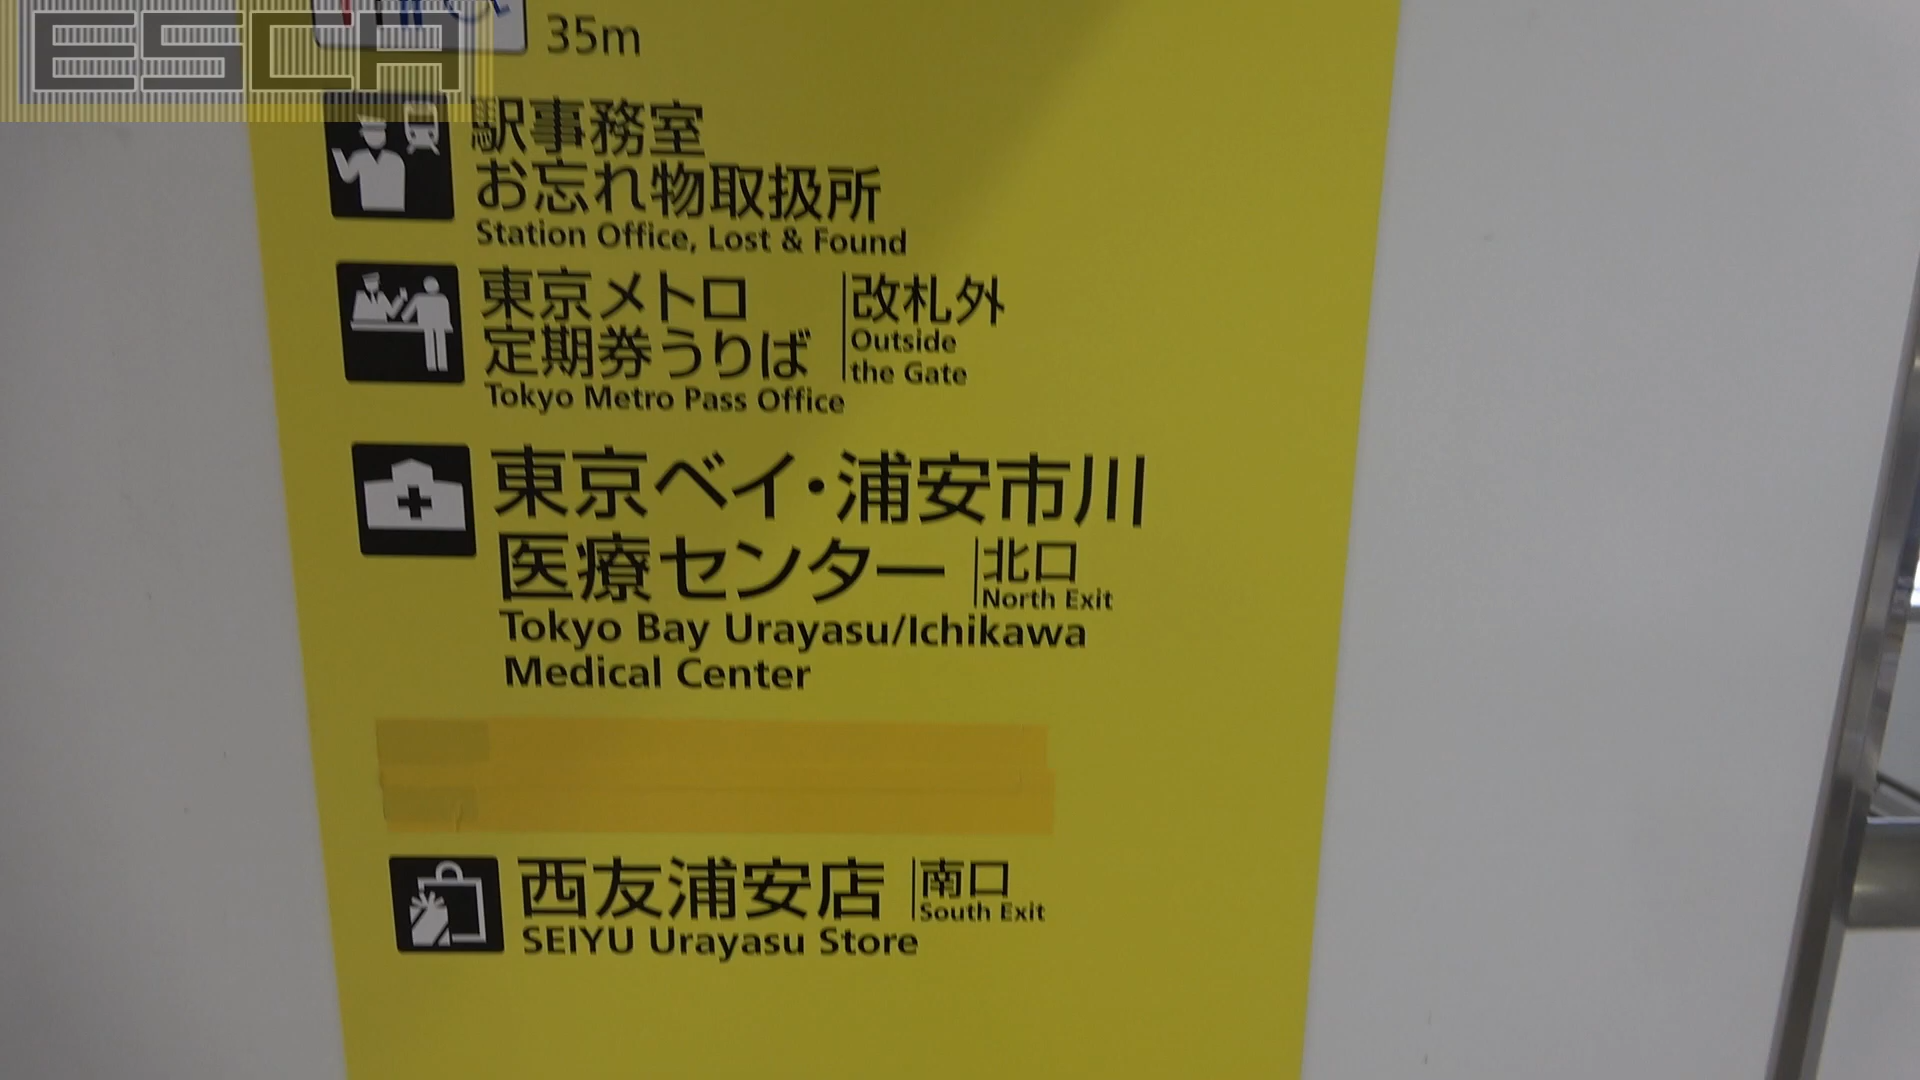 ESCA
35m
駅事務室
お忘れ物取扱所
Station Office, Lost & Found
東京メトロ
定期券うりば
Tokyo Metro Pass Office
改札外
Outside
the Gate
東京ベイ・浦安市川
医療センター
北口
North Exit
Tokyo Bay Urayasu/Ichikawa
Medical Center
西友浦安店
南口
South Exit
SEIYU Urayasu Store